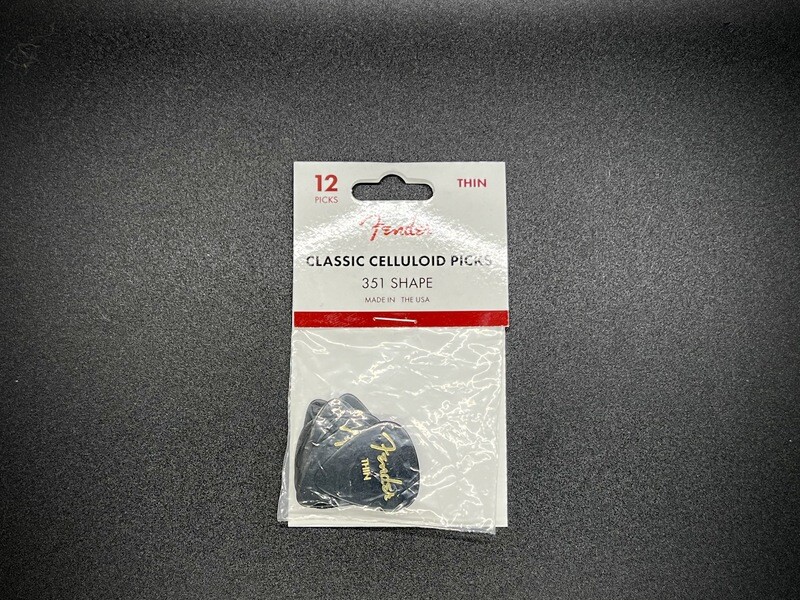 12
PICKS
THIN
Fender
CLASSIC CELLULOID PICKS
351 SHAPE
MADE IN THE USA
Fender
THIN